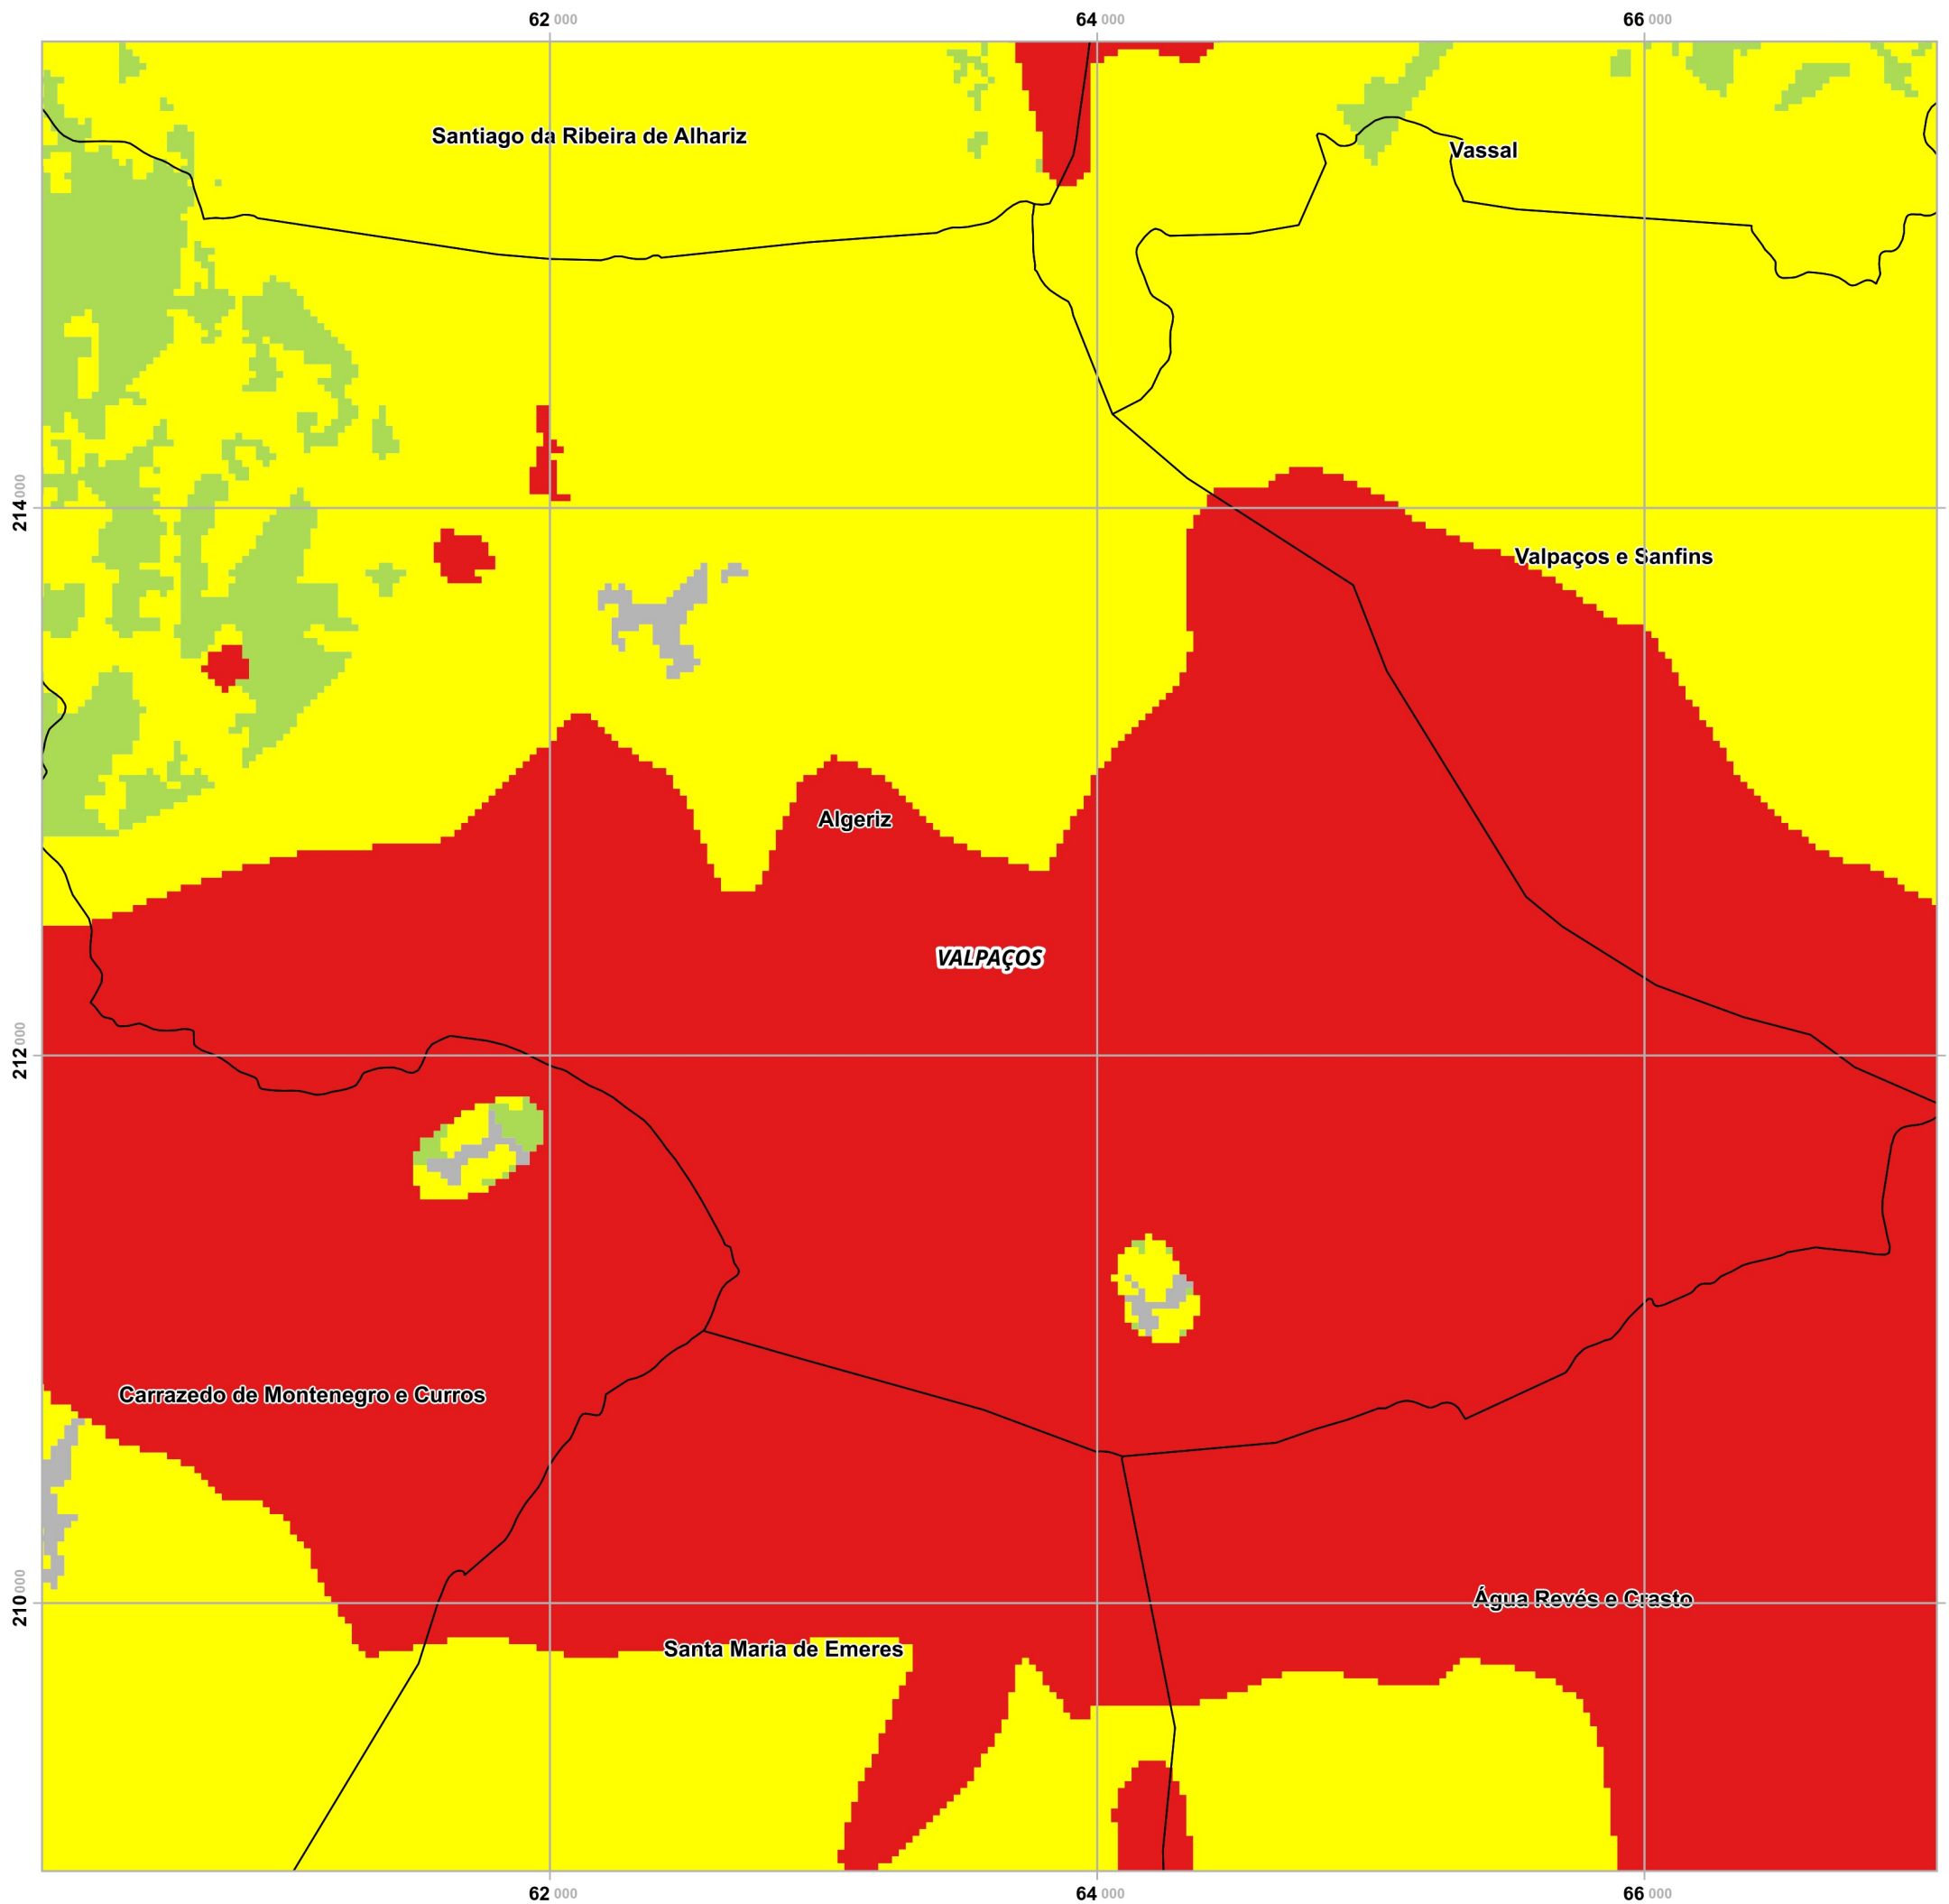 62 000 64 000 66 000
Santiago da Ribeira de Alhariz
Vassal
214 000
Valpaços e Sanfins
Algeriz
VALPAÇOS
212 000
Carrazedo de Montenegro e Curros
210 000
Água Revés e Crasto
Santa Maria de Emeres
62 000 64 000 66 000